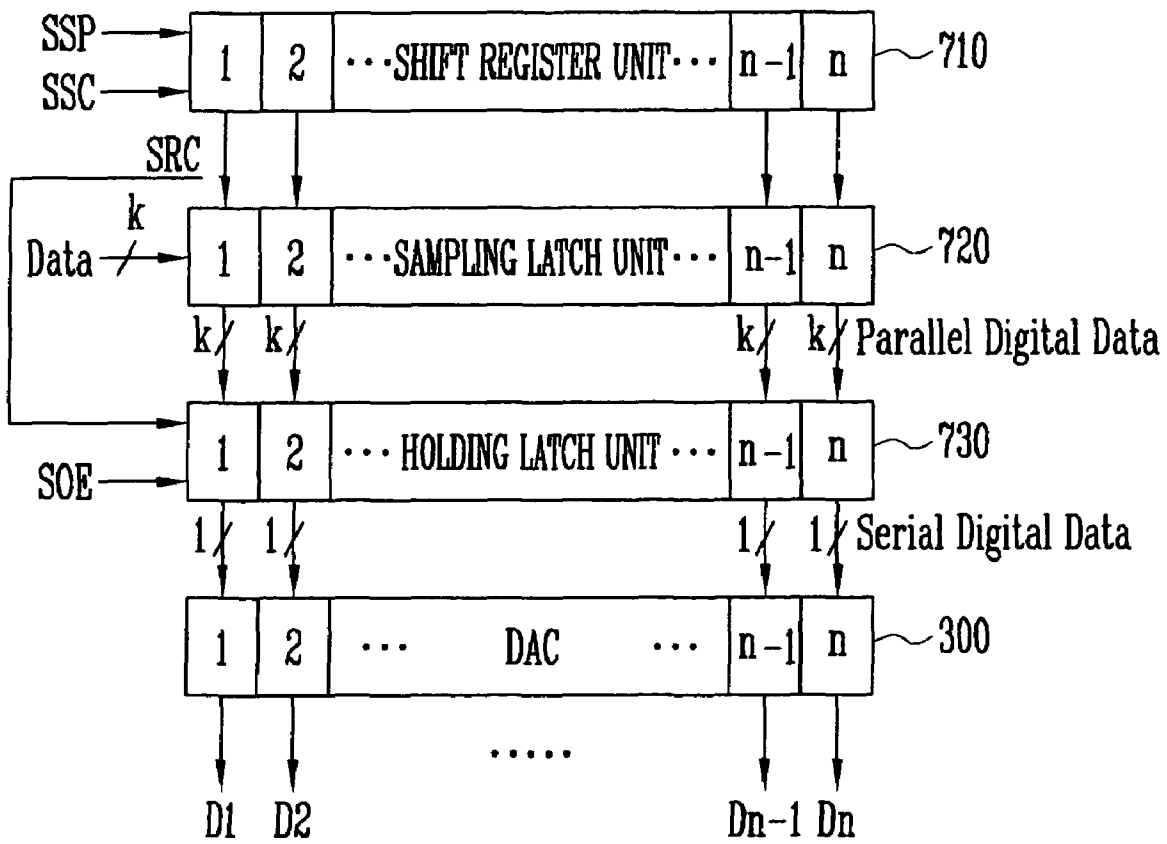 SSP
SSC
1 2 ···SHIFT REGISTER UNIT··· n-1 n
710
SRC
k
Data
1 2 ···SAMPLING LATCH UNIT··· n-1 n
720
k k k k Parallel Digital Data
SOE
1 2 ··· HOLDING LATCH UNIT ··· n-1 n
730
1 1 1 1 Serial Digital Data
1 2 ··· DAC ··· n-1 n
300
·····
D1 D2 Dn-1 Dn